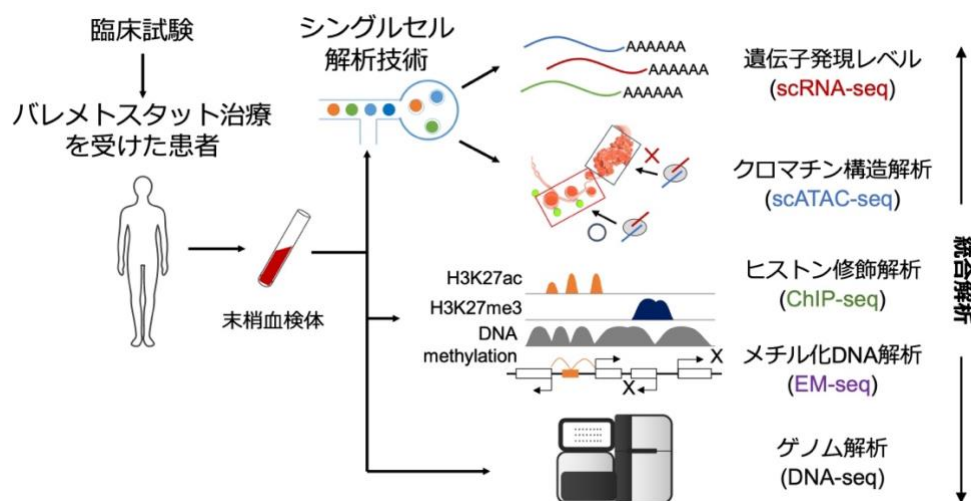 臨床試験
バレメトスタット治療
を受けた患者
末梢血検体
シングルセル
解析技術
AAAAAA
AAAAAA
AAAAAA
遺伝子発現レベル
(scRNA-seq)
X
クロマチン構造解析
(scATAC-seq)
H3K27ac
H3K27me3
DNA
methylation
X
X
ヒストン修飾解析
(ChIP-seq)
メチル化DNA解析
(EM-seq)
ゲノム解析
(DNA-seq)
統合解析